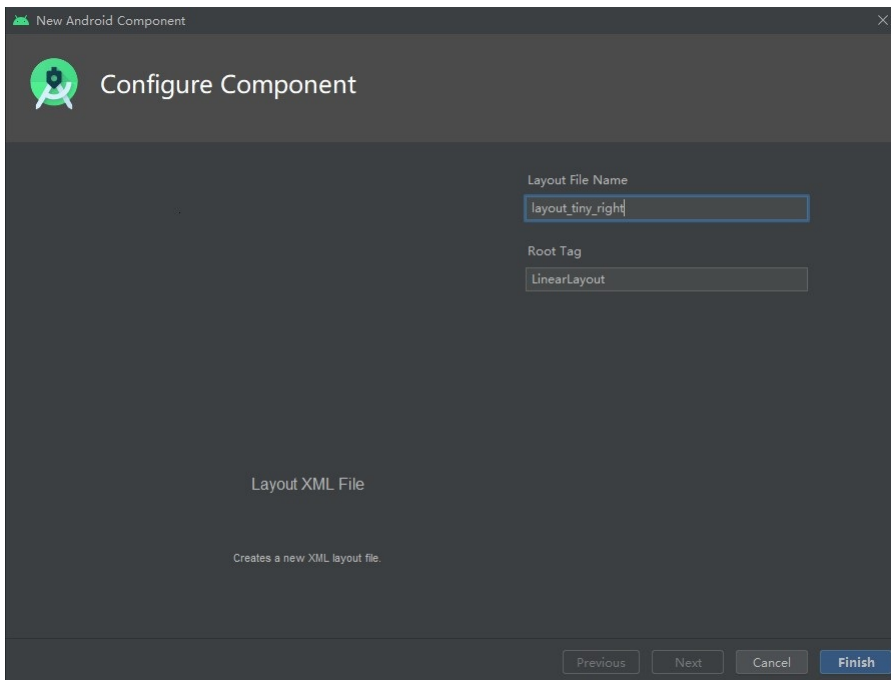 New Android Component
Configure Component
Layout File Name
layout_tiny_right
Root Tag
LinearLayout
Layout XML File
Creates a new XML layout file.
Previous
Next
Cancel
Finish